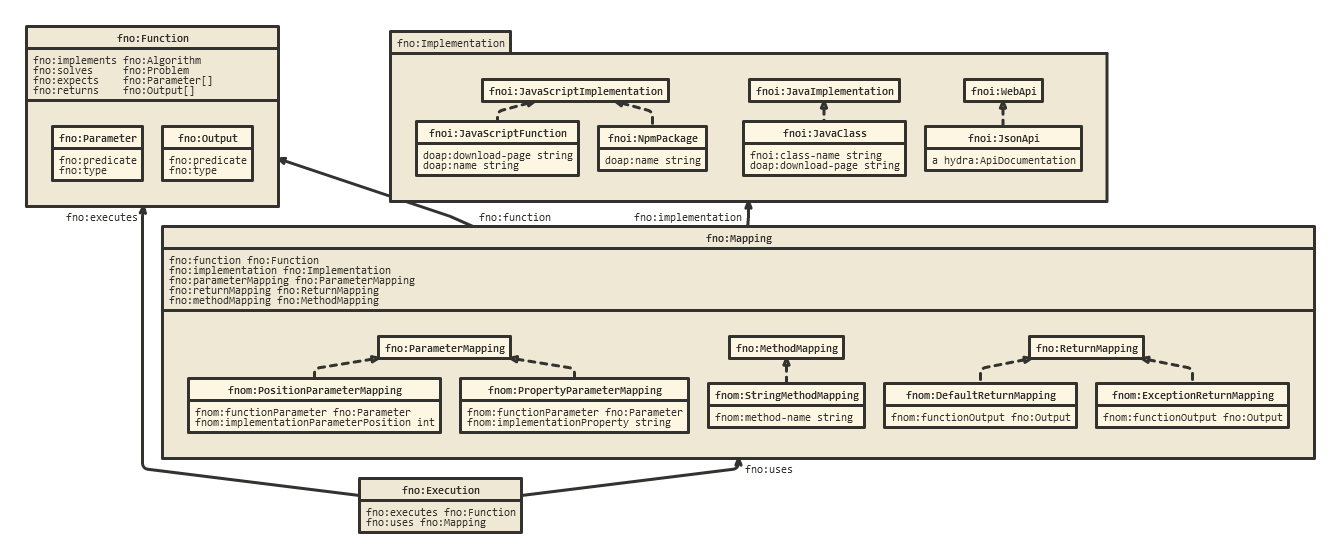 fno:Function
fno:implements fno:Algorithm
fno:solves fno:Problem
fno:expects fno:Parameter[]
fno:returns fno:Output[]
fno:Parameter
fno:predicate
fno:type
fno:Output
fno:predicate
fno:type
fno:Implementation
fnoi:JavaScriptImplementation
fnoi:JavaScriptFunction
doap:download-page string
doap:name string
fnoi:NpmPackage
doap:name string
fnoi:JavaImplementation
fnoi:JavaClass
fnoi:class-name string
doap:download-page string
fnoi:WebApi
fnoi:JsonApi
a hydra:ApiDocumentation
fno:executes
fno:function
fno:implementation
fno:Mapping
fno:function fno:Function
fno:implementation fno:Implementation
fno:parameterMapping fno:ParameterMapping
fno:returnMapping fno:ReturnMapping
fno:methodMapping fno:MethodMapping
fno:ParameterMapping
fnom:PositionParameterMapping
fnom:functionParameter fno:Parameter
fnom:implementationParameterPosition int
fnom:PropertyParameterMapping
fnom:functionParameter fno:Parameter
fnom:implementationProperty string
fno:MethodMapping
fnom:StringMethodMapping
fnom:method-name string
fno:ReturnMapping
fnom:DefaultReturnMapping
fnom:functionOutput fno:Output
fnom:ExceptionReturnMapping
fnom:functionOutput fno:Output
fno:uses
fno:Execution
fno:executes fno:Function
fno:uses fno:Mapping